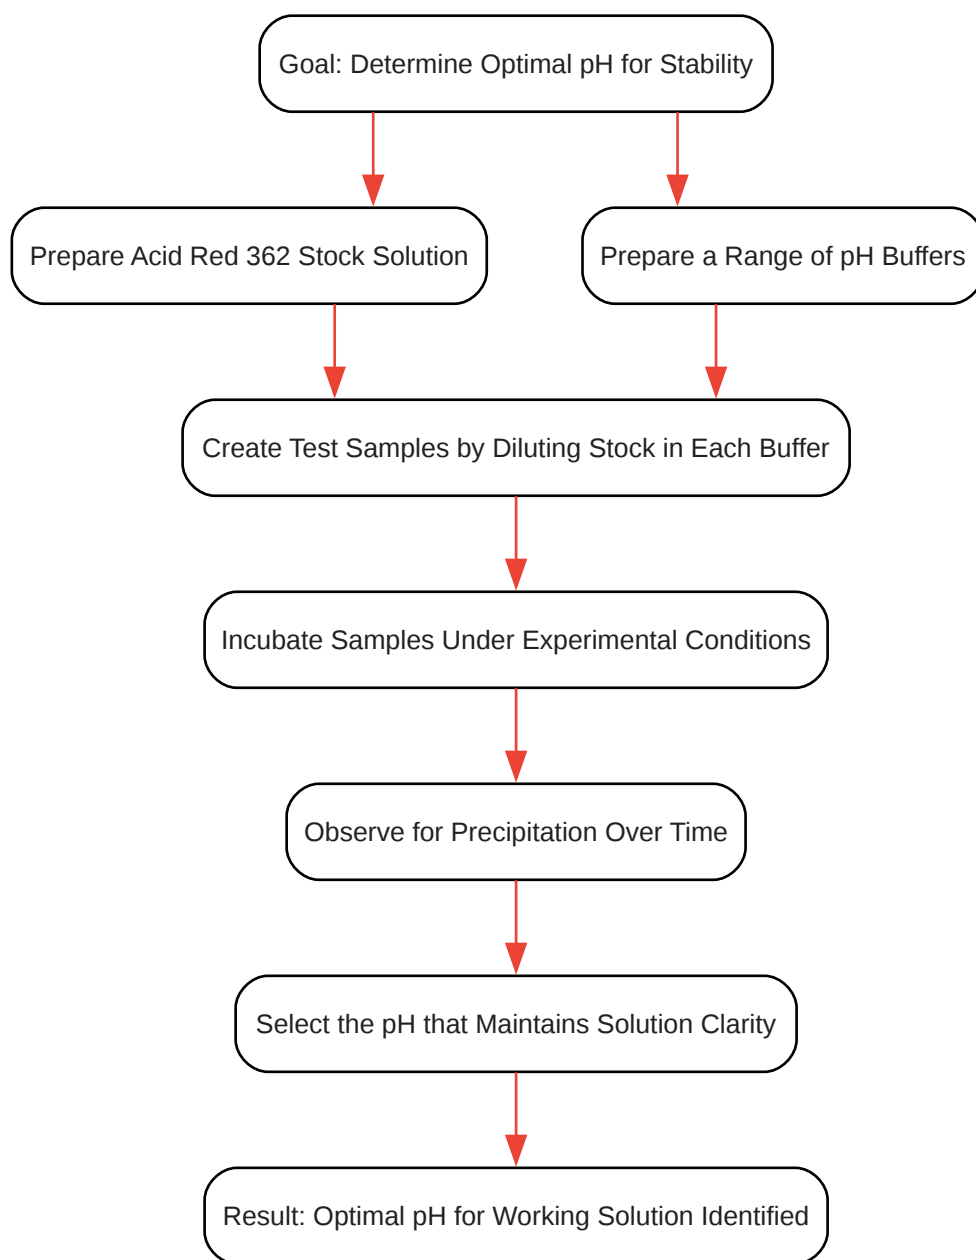 Goal: Determine Optimal pH for Stability
Prepare Acid Red 362 Stock Solution
Prepare a Range of pH Buffers
Create Test Samples by Diluting Stock in Each Buffer
Incubate Samples Under Experimental Conditions
Observe for Precipitation Over Time
Select the pH that Maintains Solution Clarity
Result: Optimal pH for Working Solution Identified